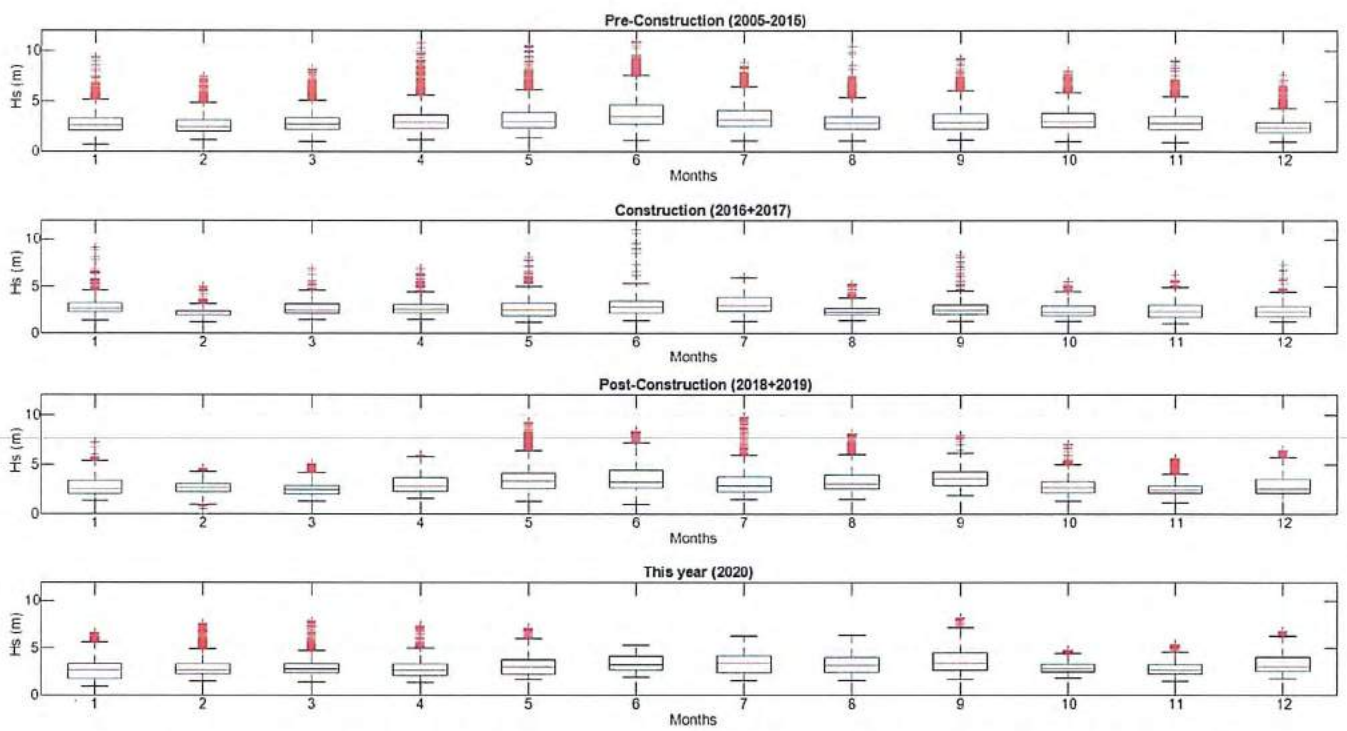 Pre-Construction (2005-2015)
10
5
0
Hs (m)
1 2 3 4 5 6 7 8 9 10 11 12
Months
Construction (2016+2017)
10
5
0
Hs (m)
1 2 3 4 5 6 7 8 9 10 11 12
Months
Post-Construction (2018+2019)
10
5
0
Hs (m)
1 2 3 4 5 6 7 8 9 10 11 12
Months
This year (2020)
10
5
0
Hs (m)
1 2 3 4 5 6 7 8 9 10 11 12
Months